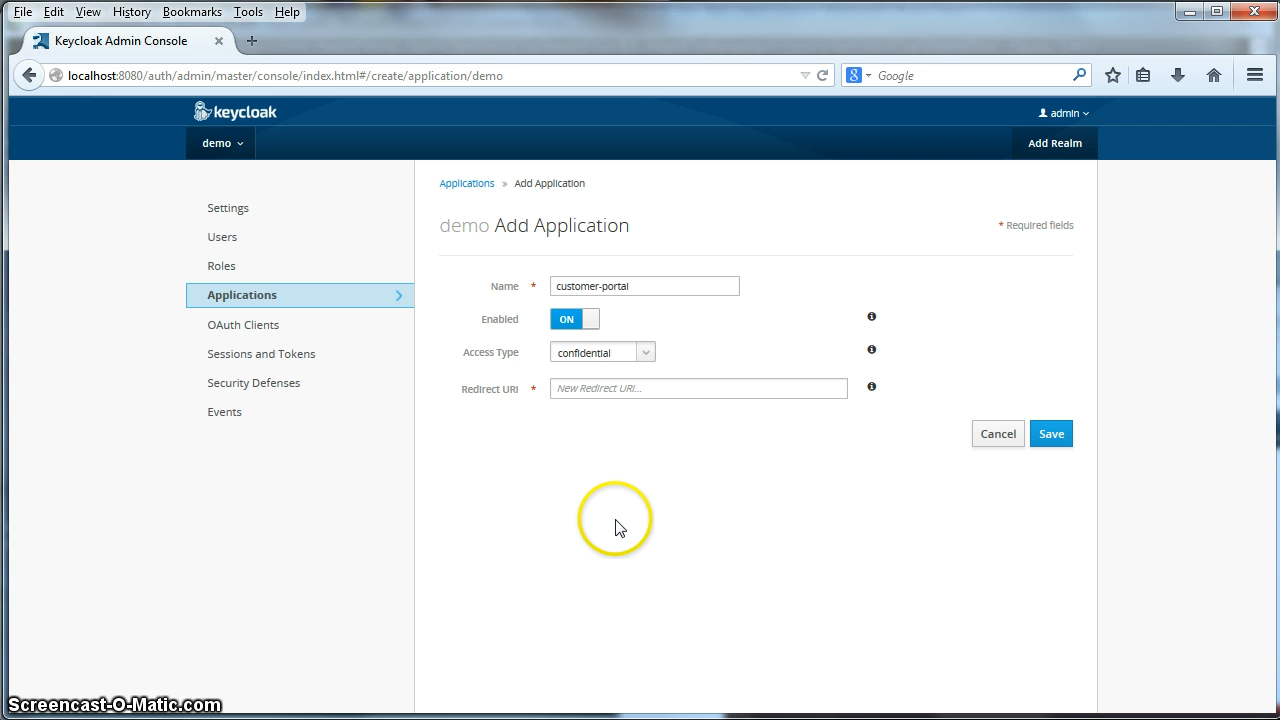 File Edit View History Bookmarks Tools Help
Keycloak Admin Console
localhost:8080/auth/admin/master/console/index.html#/create/application/demo
Google
keycloak
admin
demo
Add Realm
Applications » Add Application
demo Add Application
* Required fields
Settings
Users
Roles
Applications
OAuth Clients
Sessions and Tokens
Security Defenses
Events
Name * customer-portal
Enabled ON
Access Type confidential
Redirect URI * New Redirect URI...
Cancel Save
Screencast-O-Matic.com